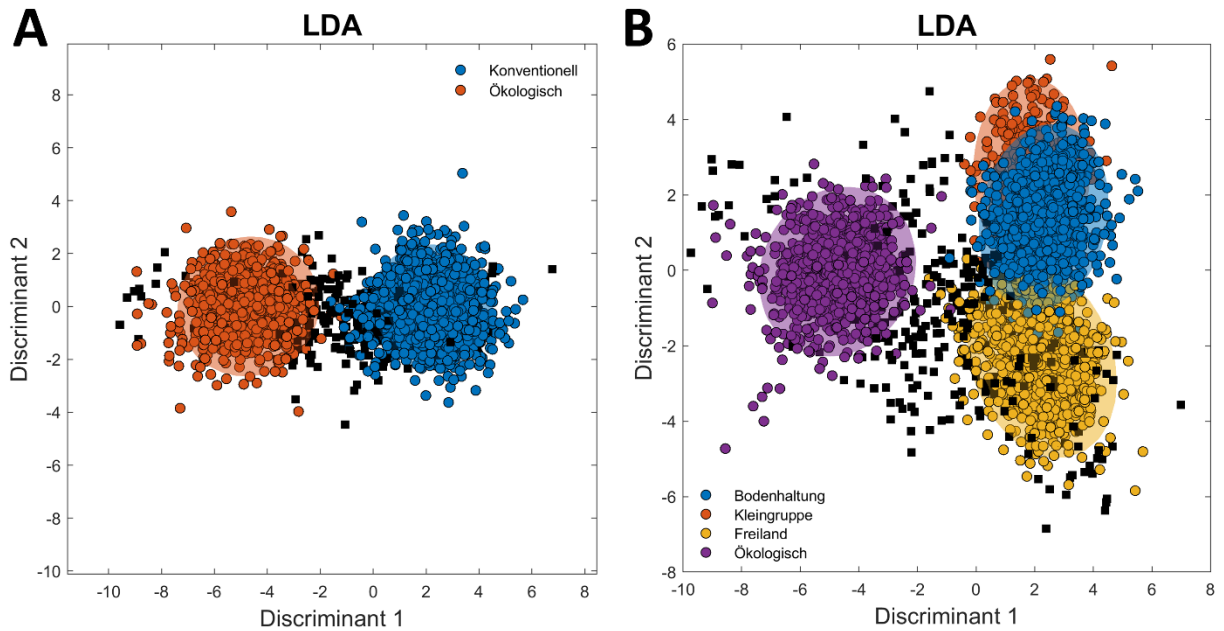 A
LDA
Konventionell
Ökologisch
8
6
4
2
0
-2
-4
-6
-8
-10
Discriminant 2
-10 -8 -6 -4 -2 0 2 4 6 8
Discriminant 1
B
LDA
6
4
2
0
-2
-4
-6
-8
Discriminant 2
Bodenhaltung
Kleingruppe
Freiland
Ökologisch
-10 -8 -6 -4 -2 0 2 4 6 8
Discriminant 1